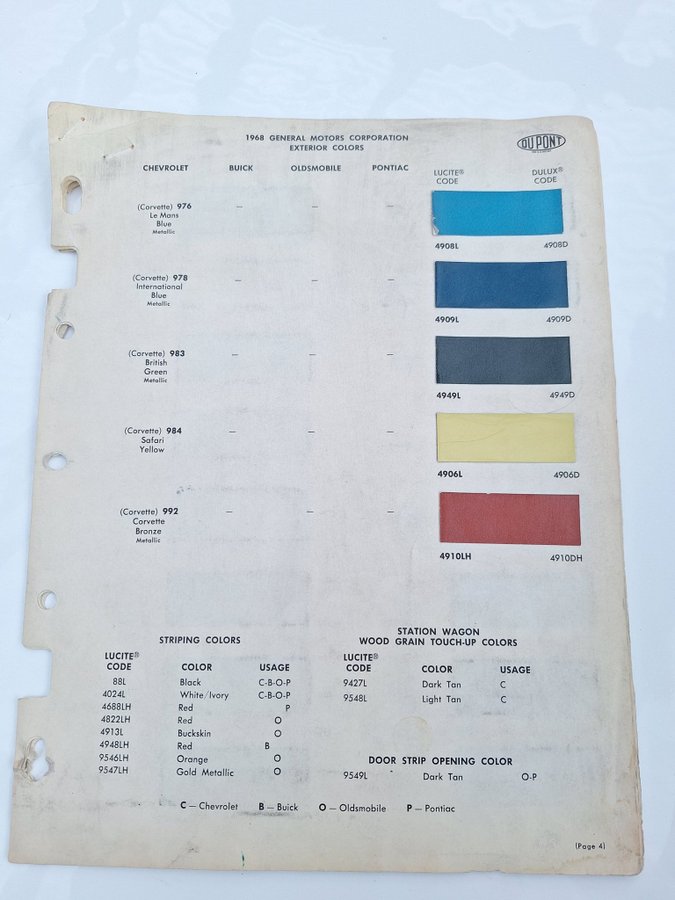 1968 GENERAL MOTORS CORPORATION
EXTERIOR COLORS
DU PONT
CHEVROLET BUICK OLDSMOBILE PONTIAC LUCITE® CODE DULUX® CODE
(Corvette) 976 — — —
Le Mans
Blue
Metallic
4908L 4908D
(Corvette) 978 — — —
International
Blue
Metallic
4909L 4909D
(Corvette) 983 — — —
British
Green
Metallic
4949L 4949D
(Corvette) 984 — — —
Safari
Yellow
4906L 4906D
(Corvette) 992 — — —
Corvette
Bronze
Metallic
4910LH 4910DH
STRIPING COLORS
LUCITE®
CODE COLOR USAGE
88L Black C-B-O-P
4024L White/Ivory C-B-O-P
4688LH Red P
4822LH Red O
4913L Buckskin O
4948LH Red B
9546LH Orange O
9547LH Gold Metallic O
STATION WAGON
WOOD GRAIN TOUCH-UP COLORS
LUCITE®
CODE COLOR USAGE
9427L Dark Tan C
9548L Light Tan C
DOOR STRIP OPENING COLOR
9549L Dark Tan O-P
C — Chevrolet B — Buick O — Oldsmobile P — Pontiac
(Page 4)